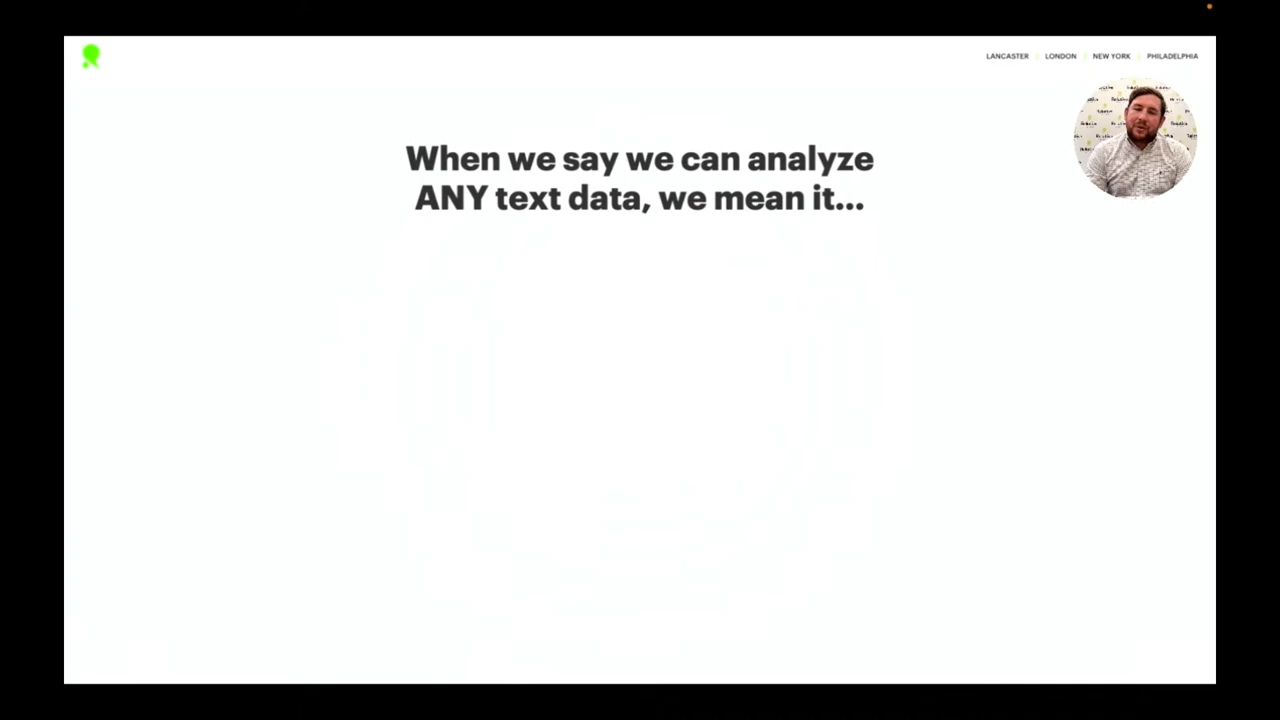 LANCASTER LONDON NEW YORK PHILADELPHIA
When we say we can analyze
ANY text data, we mean it...